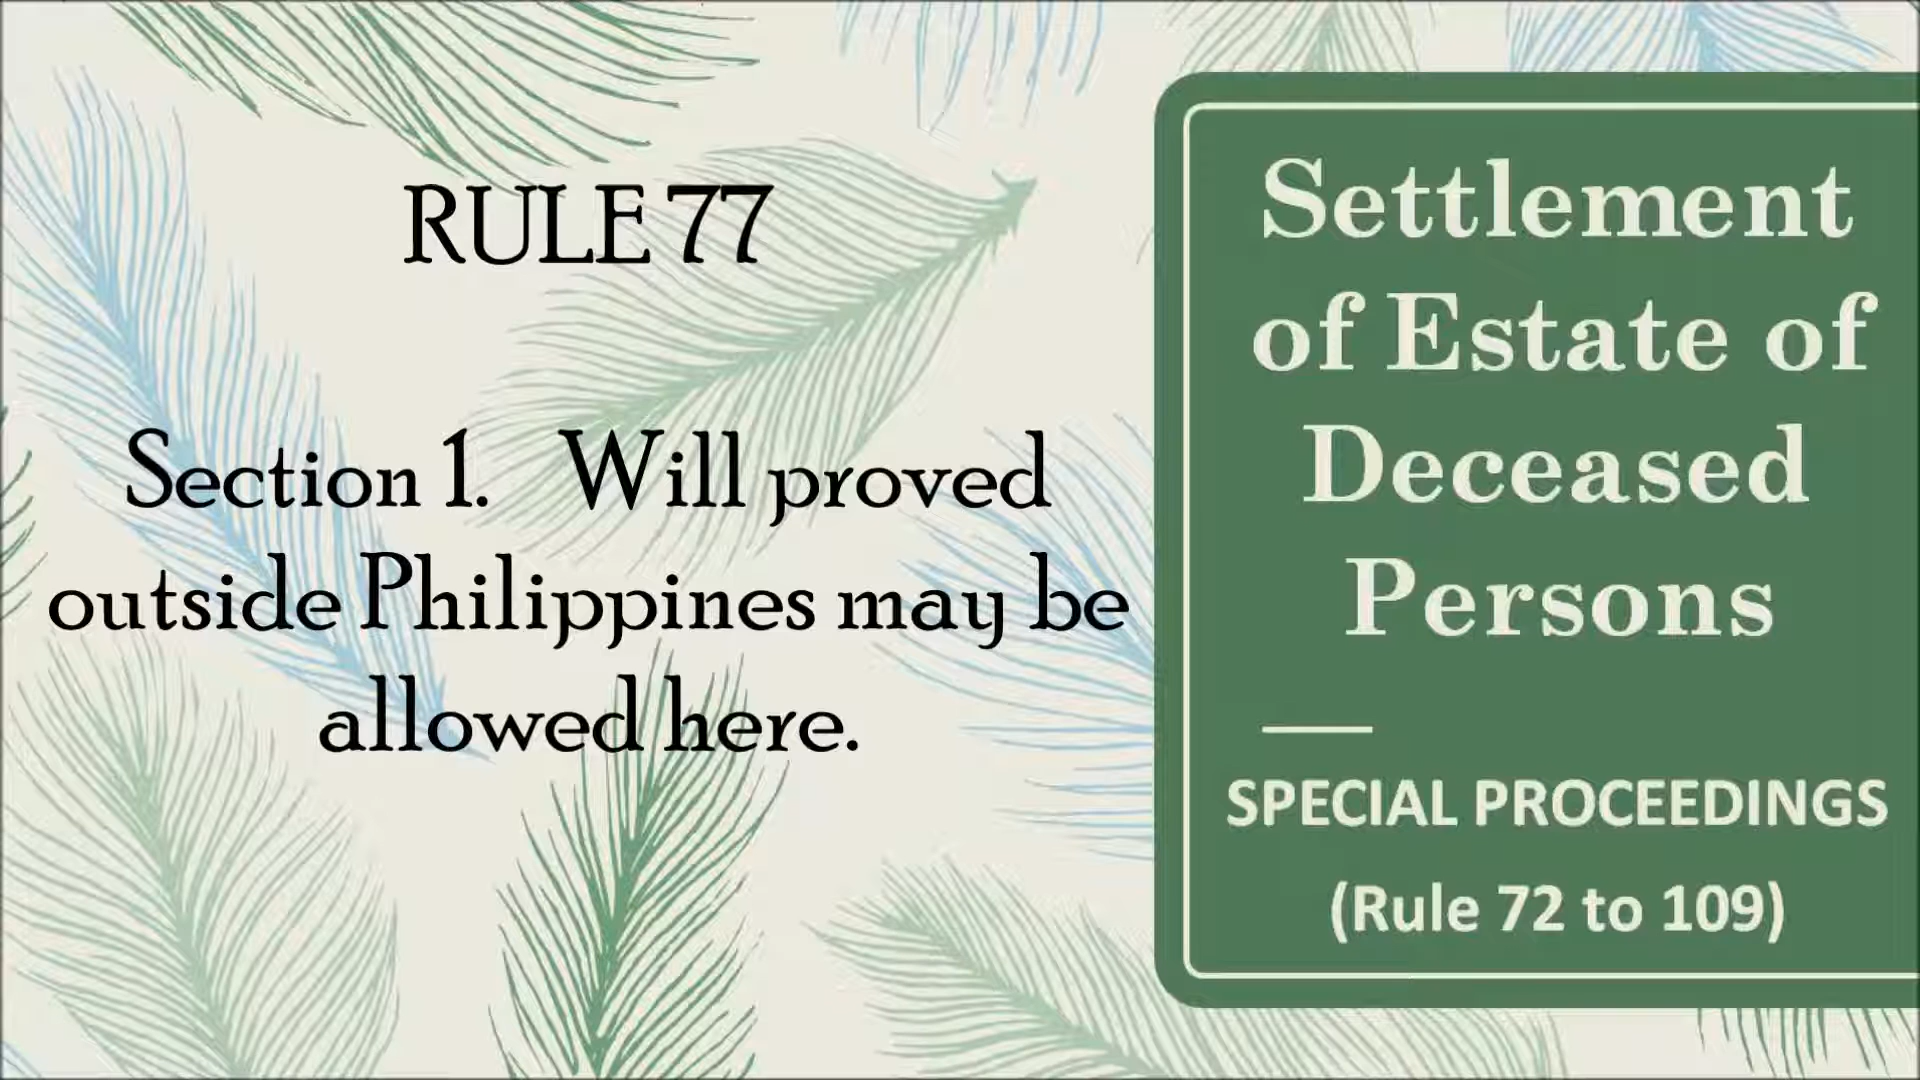 RULE 77
Section 1. Will proved
outside Philippines may be
allowed here.
Settlement
of Estate of
Deceased
Persons
SPECIAL PROCEEDINGS
(Rule 72 to 109)